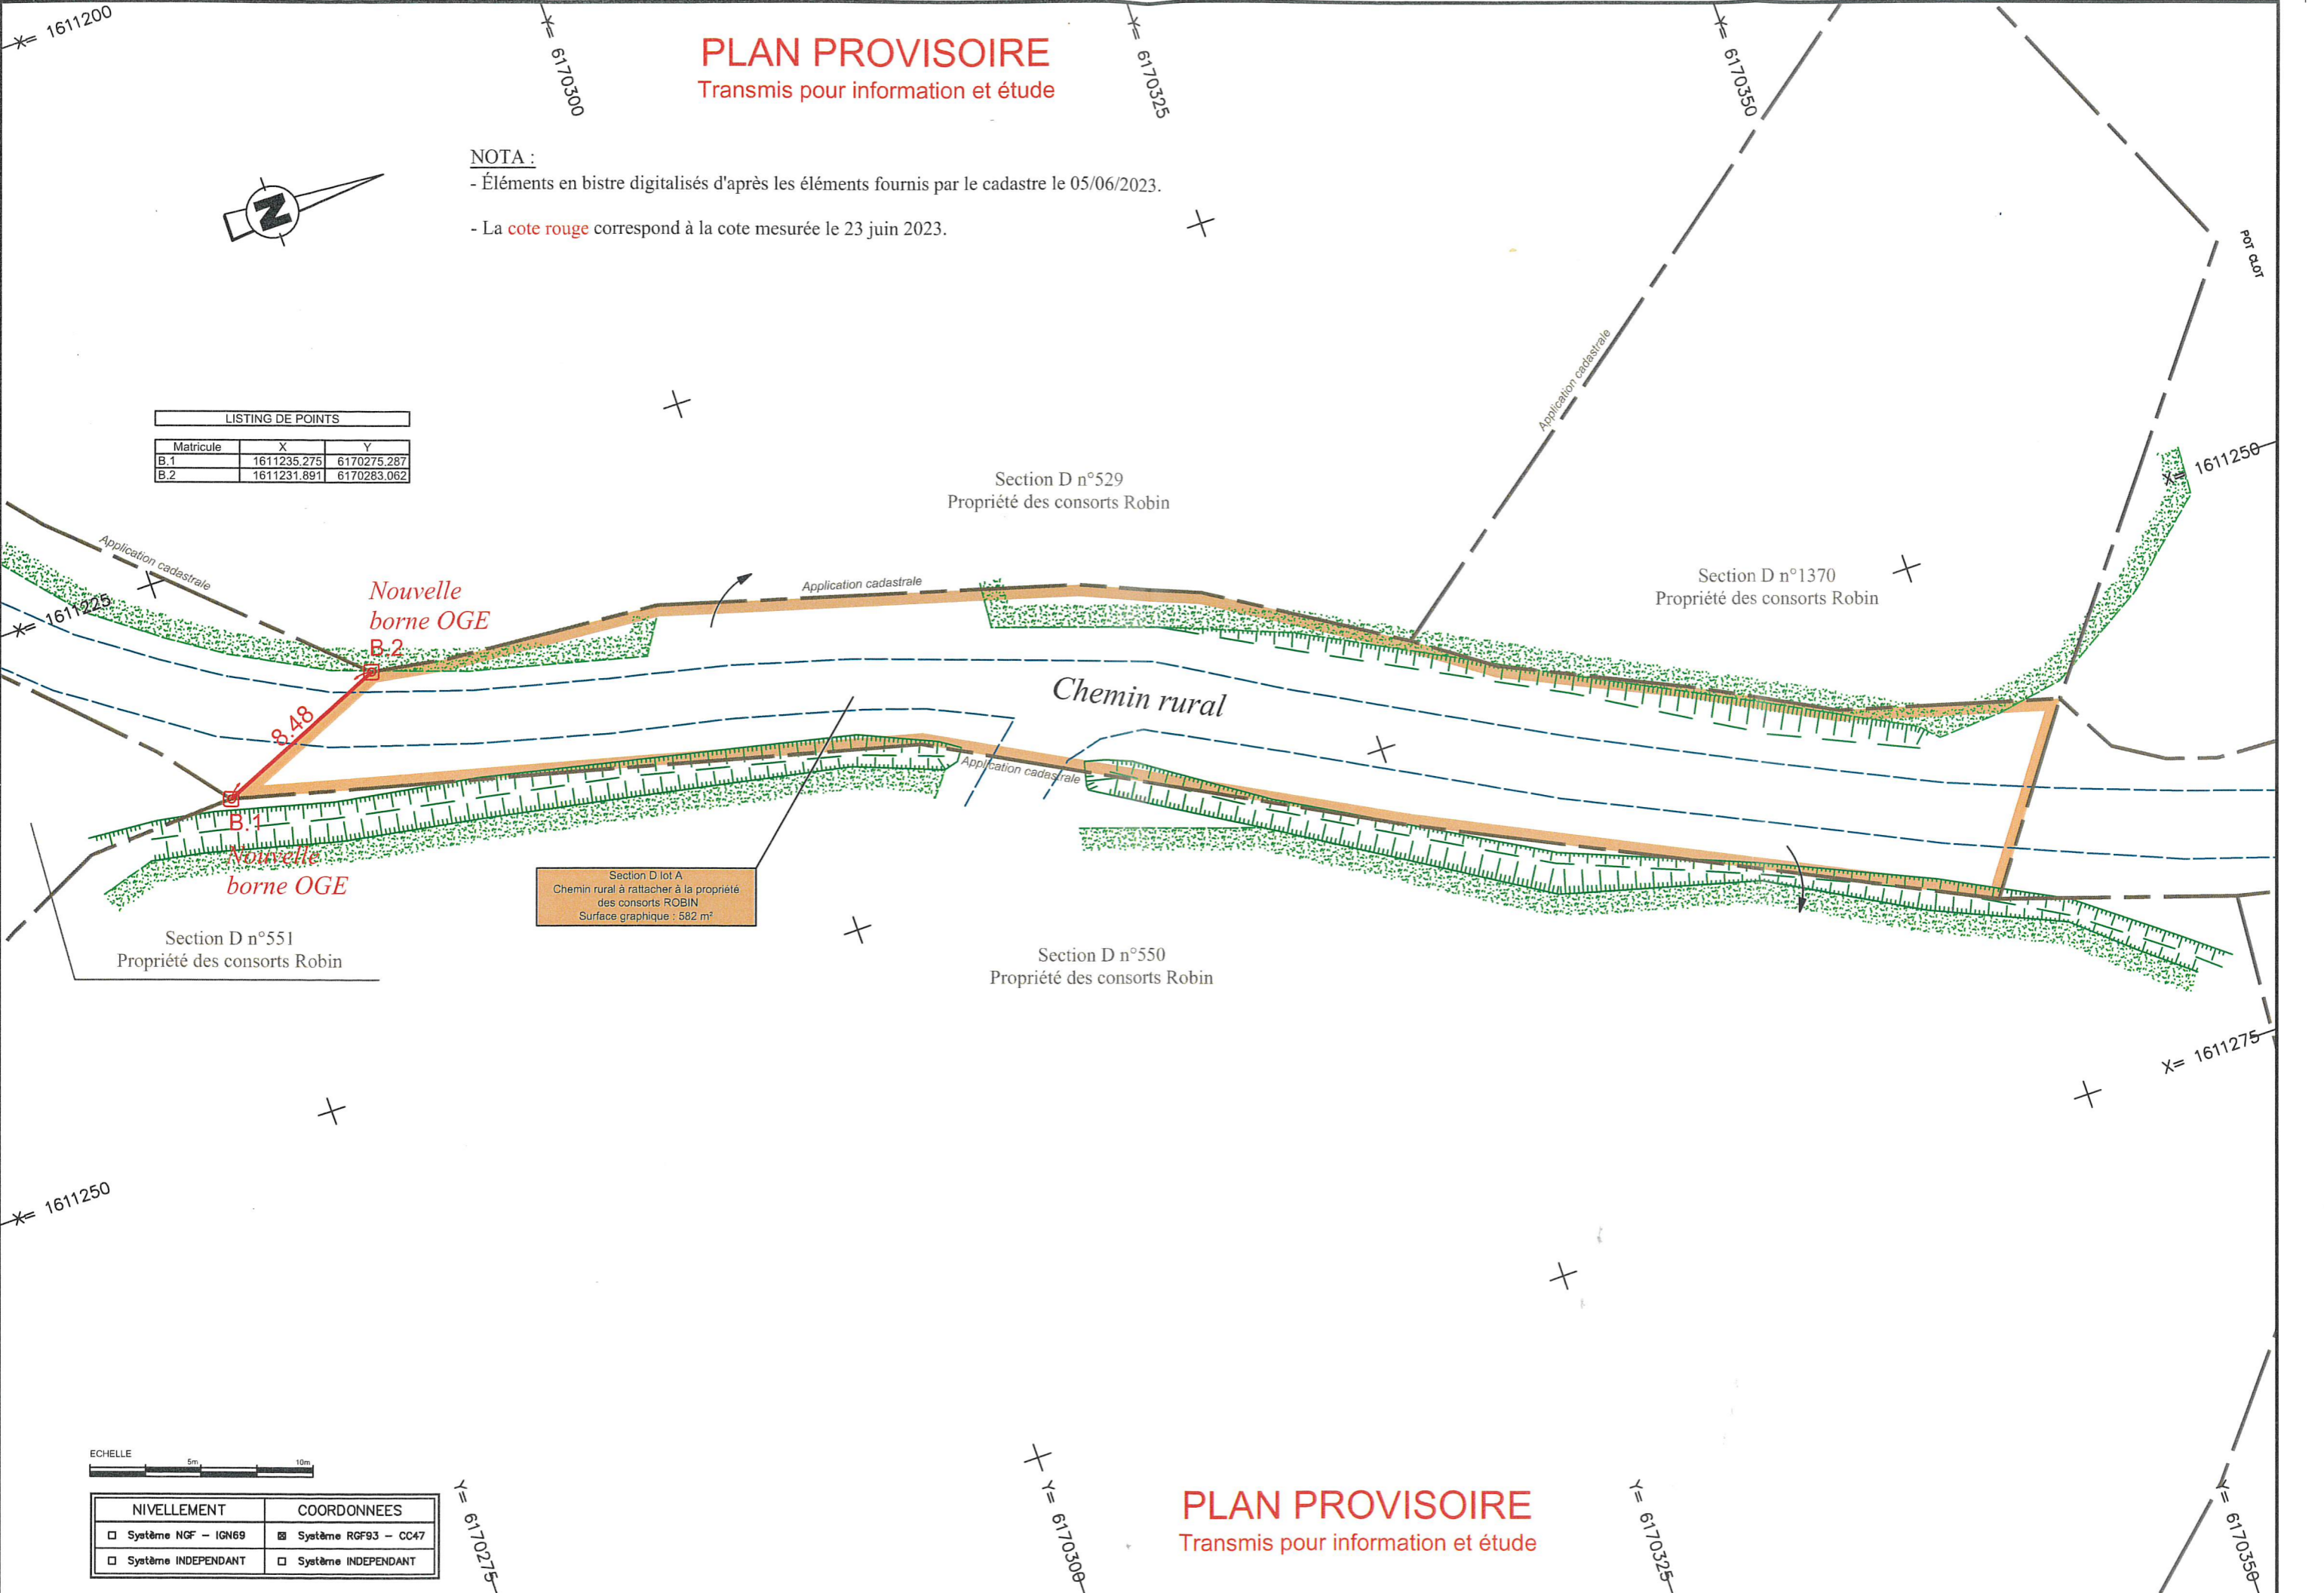 X= 1611200
Y= 6170300
PLAN PROVISOIRE
Transmis pour information et étude
Y= 6170325
Y= 6170350
NOTA :
- Éléments en bistre digitalisés d'après les éléments fournis par le cadastre le 05/06/2023.
- La cote rouge correspond à la cote mesurée le 23 juin 2023.
N
POT CLOT
Application cadastrale
LISTING DE POINTS
Matricule X Y
B.1 1611235.275 6170275.287
B.2 1611231.891 6170283.062
X= 1611250
Section D n°529
Propriété des consorts Robin
Application cadastrale
X= 1611225
Nouvelle
borne OGE
B.2
Application cadastrale
Section D n°1370
Propriété des consorts Robin
Chemin rural
8.48
Application cadastrale
B.1
Nouvelle
borne OGE
Section D lot A
Chemin rural à rattacher à la propriété
des consorts ROBIN
Surface graphique : 582 m²
Section D n°551
Propriété des consorts Robin
Section D n°550
Propriété des consorts Robin
X= 1611275
X= 1611250
ECHELLE
5m 10m
NIVELLEMENT COORDONNEES
Système NGF - IGN69 Système RGF93 - CC47
Système INDEPENDANT Système INDEPENDANT
Y= 6170275
Y= 6170300
PLAN PROVISOIRE
Transmis pour information et étude
Y= 6170325
Y= 6170350